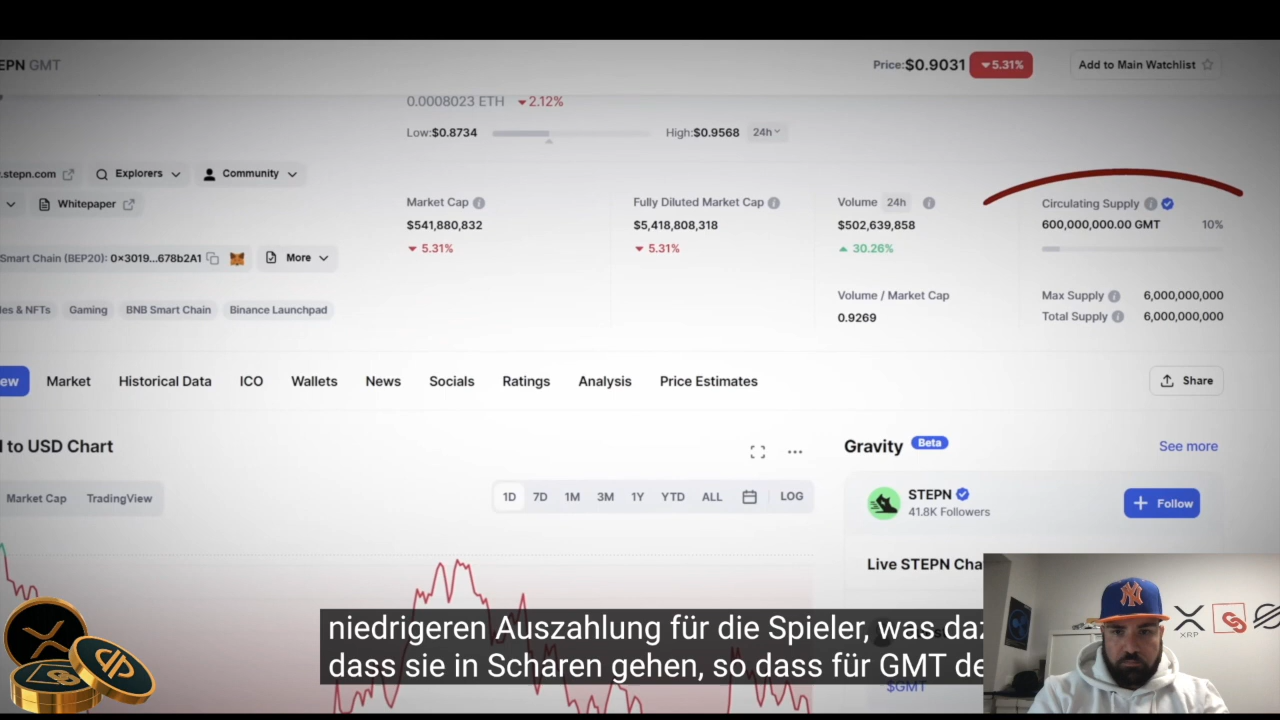 EPN GMT
Price:$0.9031 5.31%
Add to Main Watchlist
0.0008023 ETH 2.12%
Low:$0.8734
High:$0.9568 24h
.stepn.com
Explorers
Community
Whitepaper
Smart Chain (BEP20): 0x3019...678b2A1
More
les & NFTs
Gaming
BNB Smart Chain
Binance Launchpad
Market Cap
$541,880,832
5.31%
Fully Diluted Market Cap
$5,418,808,318
5.31%
Volume 24h
$502,639,858
30.26%
Volume / Market Cap
0.9269
Circulating Supply
600,000,000.00 GMT 10%
Max Supply 6,000,000,000
Total Supply 6,000,000,000
ew Market Historical Data ICO Wallets News Socials Ratings Analysis Price Estimates
Share
to USD Chart
Market Cap TradingView
1D 7D 1M 3M 1Y YTD ALL LOG
Gravity Beta
See more
STEPN
41.8K Followers
Follow
Live STEPN Cha
niedrigeren Auszahlung für die Spieler, was daz
dass sie in Scharen gehen, so dass für GMT de
$GMT
XRP